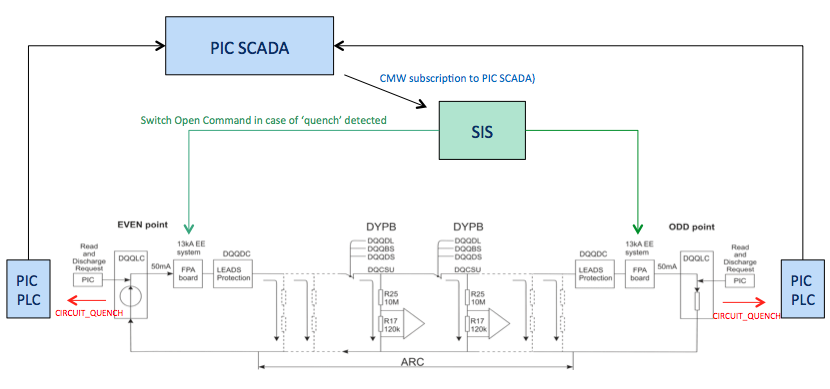 PIC SCADA
CMW subscription to PIC SCADA)
Switch Open Command in case of ‘quench’ detected
SIS
EVEN point
DYPB
DYPB
ODD point
Read
and
Discharge
Request
PIC
DQQLC
50mA
13kA EE
system
FPA
board
DQQDC
LEADS
Protection
DQQDL
DQQBS
DQQDS
DQCSU
DQQDL
DQQBS
DQQDS
DQCSU
DQQDC
LEADS
Protection
13kA EE
system
FPA
board
50mA
DQQLC
Read
and
Discharge
Request
PIC
PIC
PLC
CIRCUIT_QUENCH
R25
10M
R17
120k
R25
10M
R17
120k
CIRCUIT_QUENCH
PIC
PLC
ARC